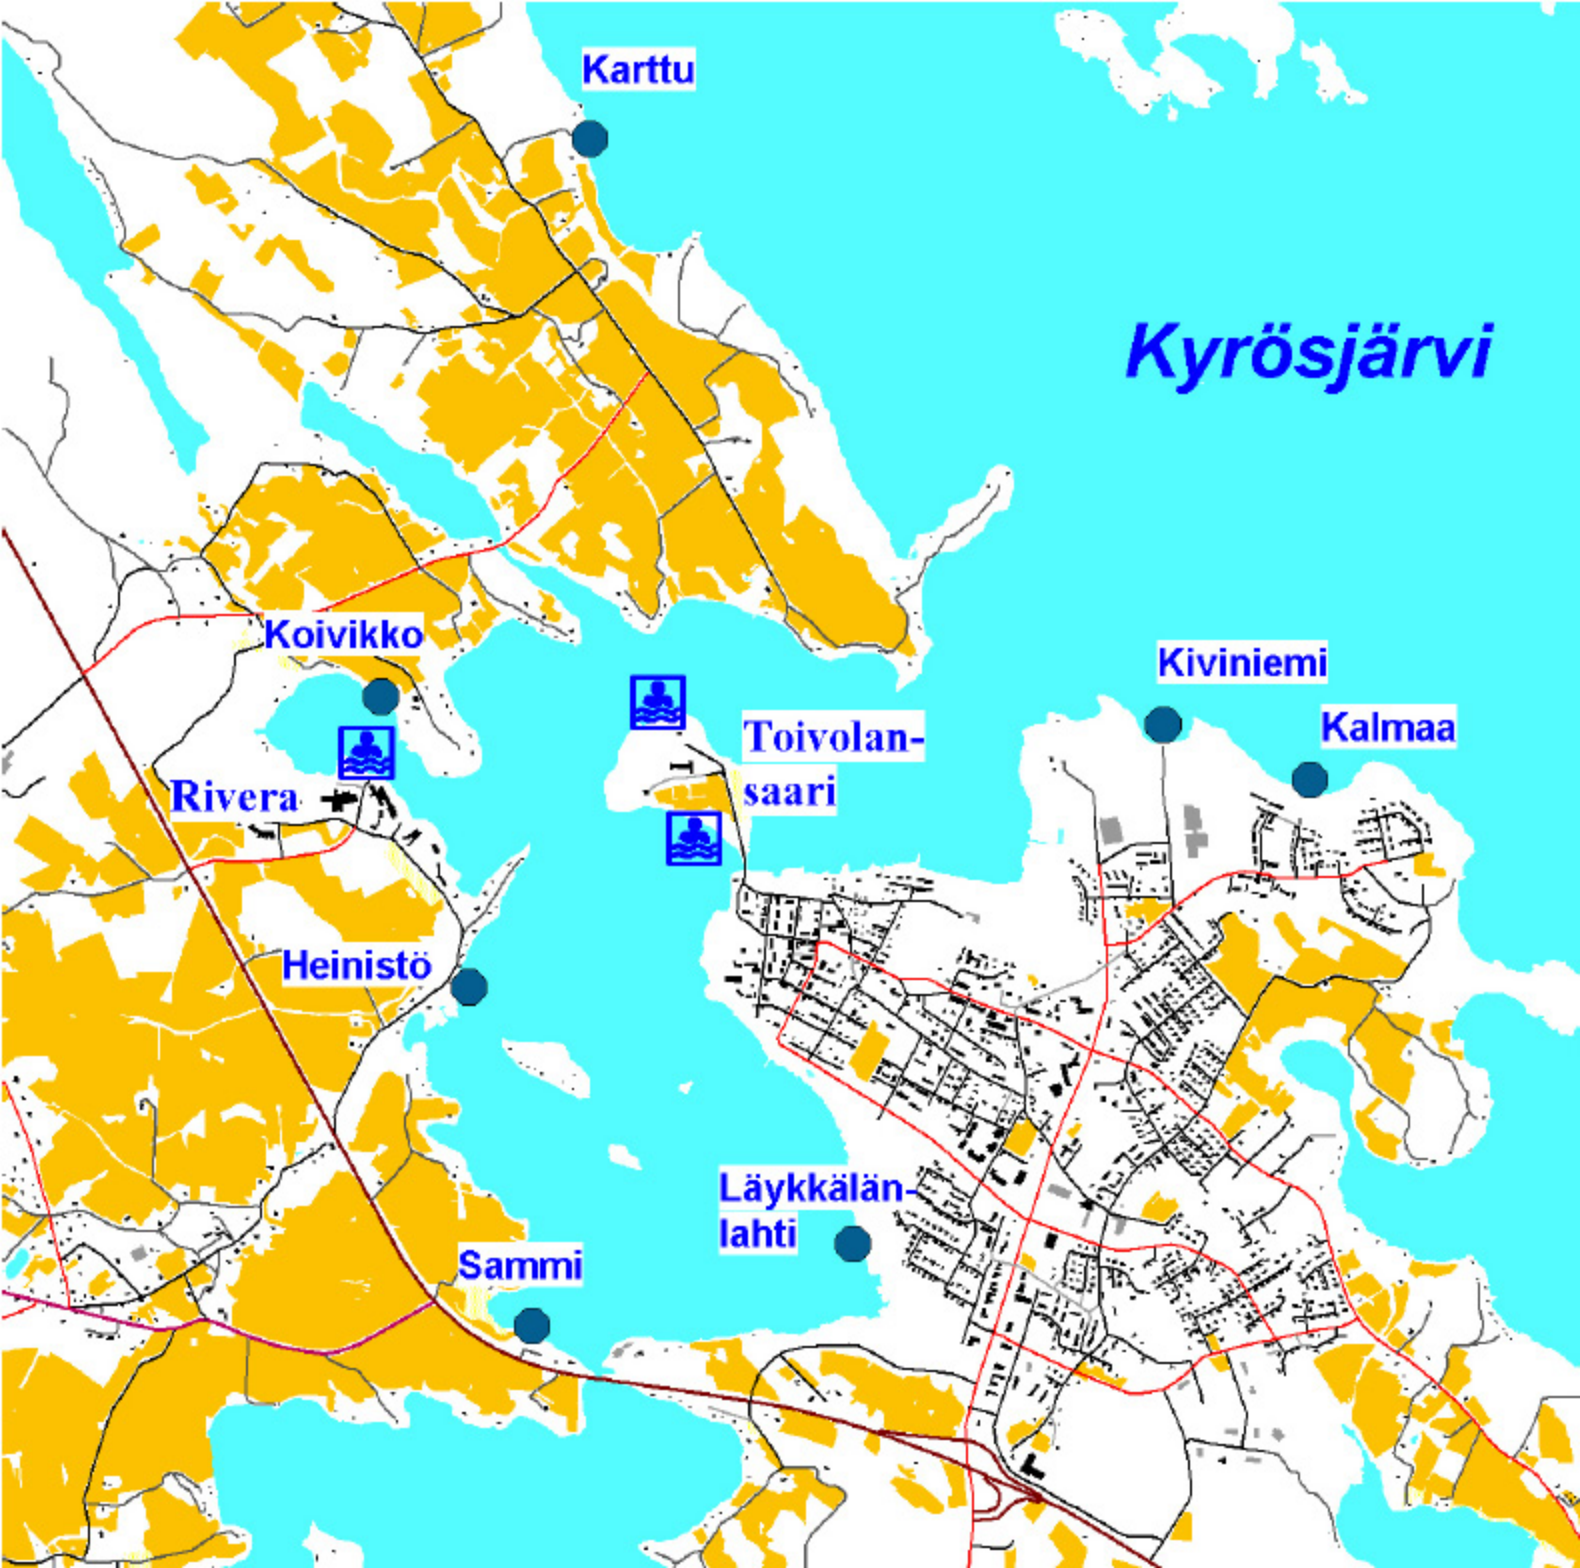 Karttu
Kyrösjärvi
Koivikko
Kiviniemi
Toivolan-
saari
Kalmaa
Rivera
Heinistö
Läykkälän-
lahti
Sammi